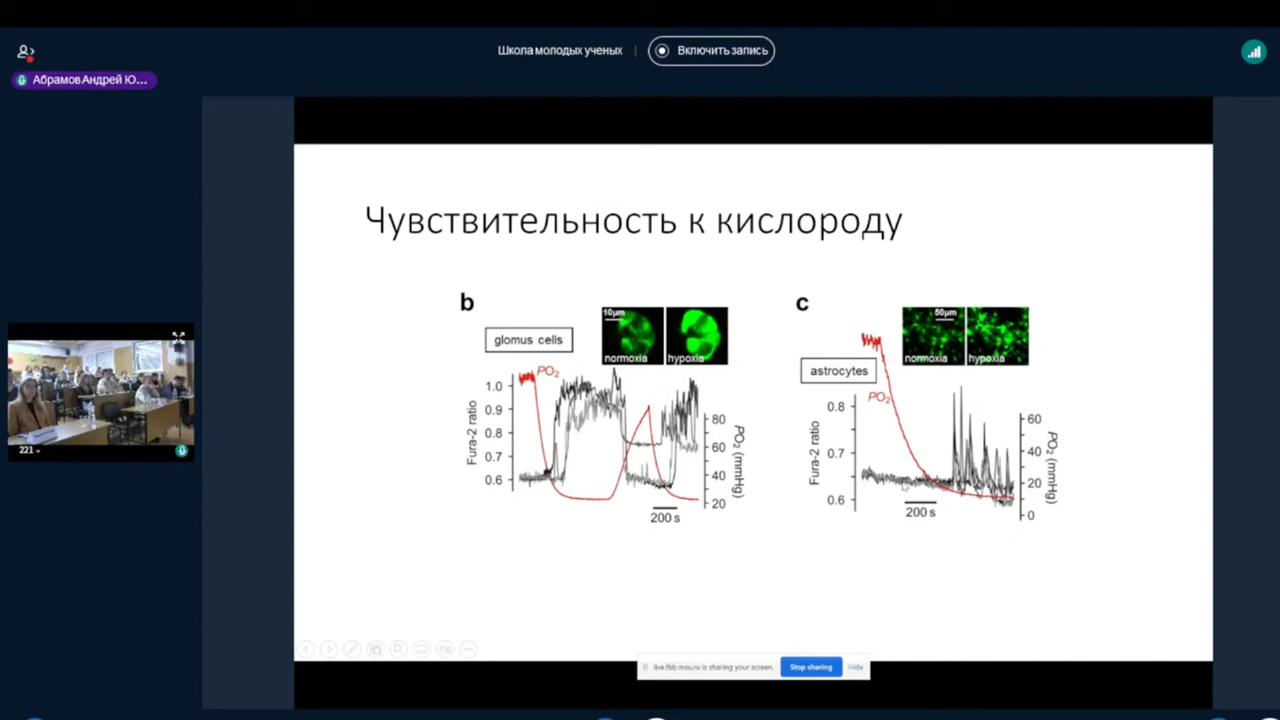 Школа молодых ученых
Включить запись
Абрамов Андрей Ю...
Чувствительность к кислороду
b
glomus cells
10µm
normoxia
hypoxia
PO₂
1.0
0.9
0.8
0.7
0.6
Fura-2 ratio
80
60
40
20
PO₂ (mmHg)
200 s
c
astrocytes
50µm
normoxia
hypoxia
PO₂
0.8
0.7
0.6
Fura-2 ratio
60
40
20
10
0
PO₂ (mmHg)
200 s
221
live.fbb.msu.ru is sharing your screen.
Stop sharing
Hide